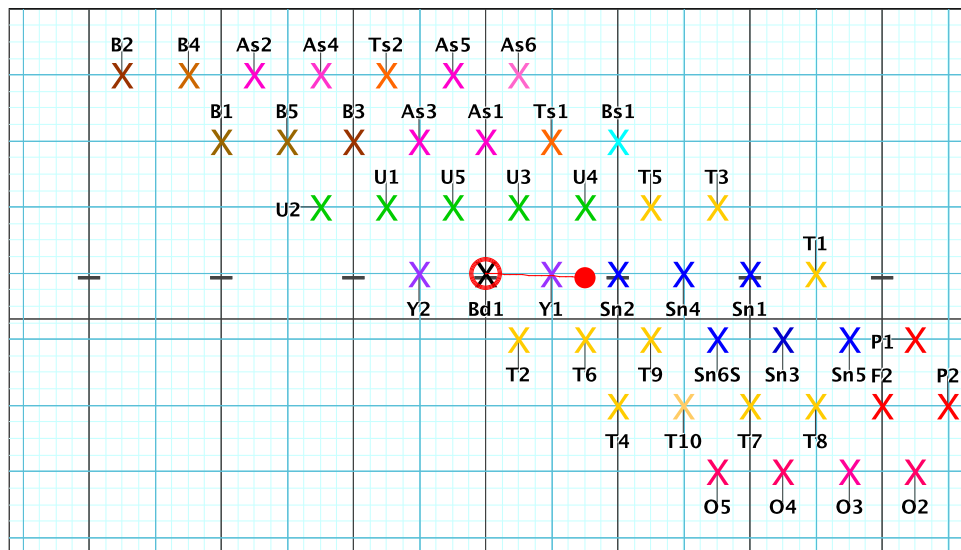 B2 B4 As2 As4 Ts2 As5 As6
B1 B5 B3 As3 As1 Ts1 Bs1
U2 U1 U5 U3 U4 T5 T3
T1
Y2 Bd1 Y1 Sn2 Sn4 Sn1
P1
T2 T6 T9 Sn6S Sn3 Sn5 F2 P2
T4 T10 T7 T8
O5 O4 O3 O2